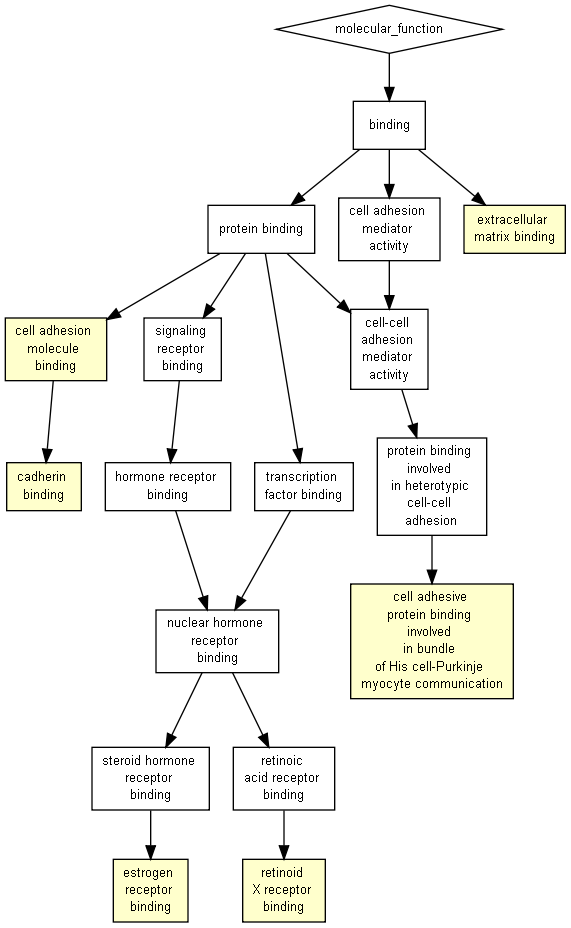 molecular_function
binding
protein binding
cell adhesion
mediator
activity
extracellular
matrix binding
cell adhesion
molecule
binding
signaling
receptor
binding
cell-cell
adhesion
mediator
activity
cadherin
binding
hormone receptor
binding
transcription
factor binding
protein binding
involved
in heterotypic
cell-cell
adhesion
nuclear hormone
receptor
binding
cell adhesive
protein binding
involved
in bundle
of His cell-Purkinje
myocyte communication
steroid hormone
receptor
binding
retinoic
acid receptor
binding
estrogen
receptor
binding
retinoid
X receptor
binding